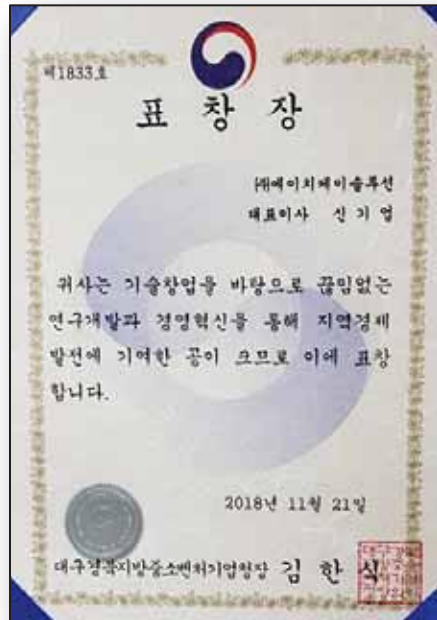 제1833호
표 창 장
㈜에이치제이솔루션
대표이사 신기업
귀사는 기술창업을 바탕으로 끊임없는
연구개발과 경영혁신을 통해 지역경제
발전에 기여한 공이 크므로 이에 표창
합니다.
2018년 11월 21일
대구경북지방중소벤처기업청장 김 한 식